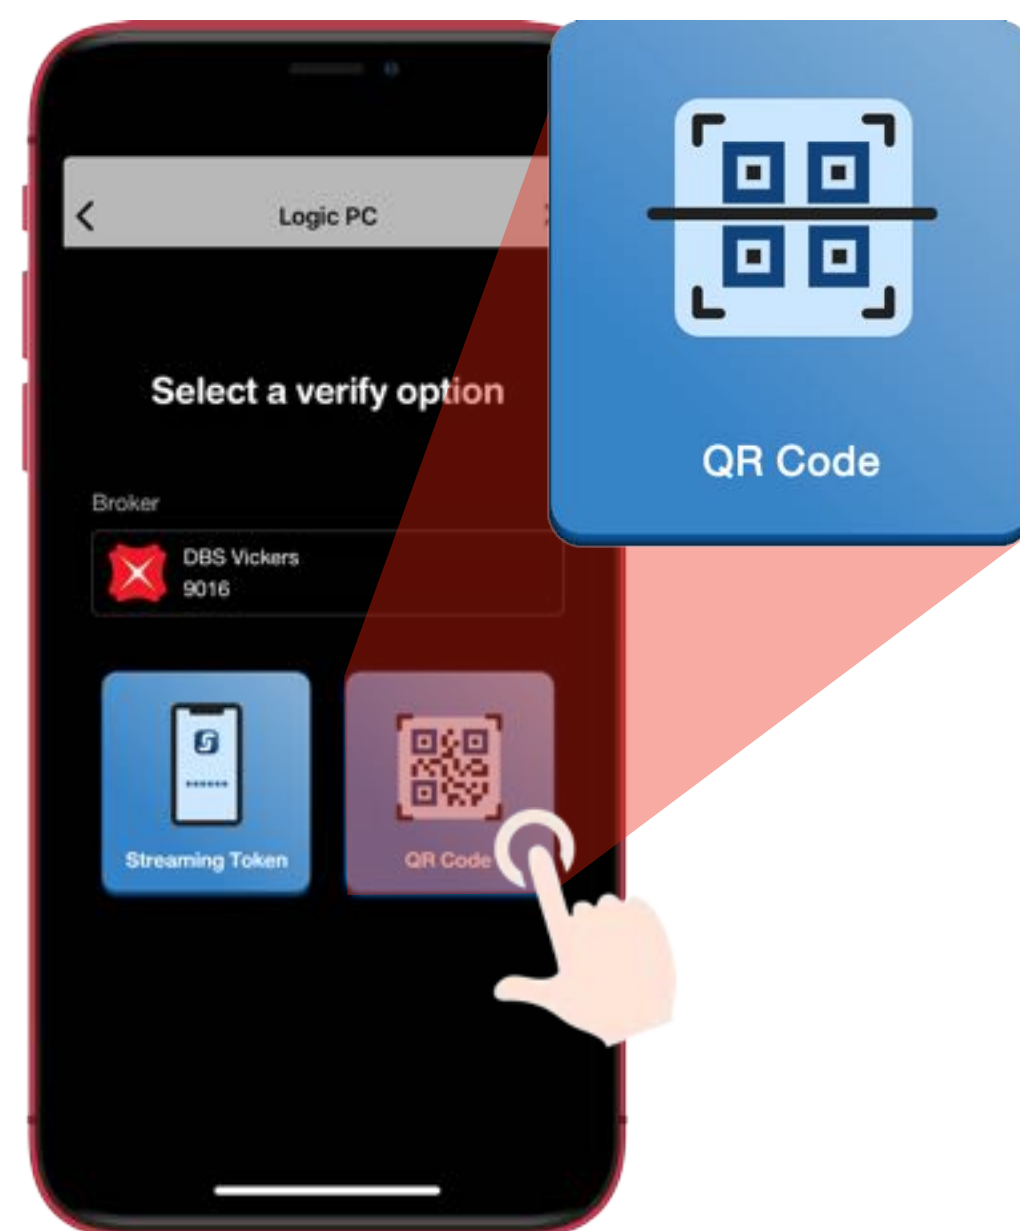 Logic PC
Select a verify option
Broker
DBS Vickers
9016
Streaming Token
QR Code
QR Code